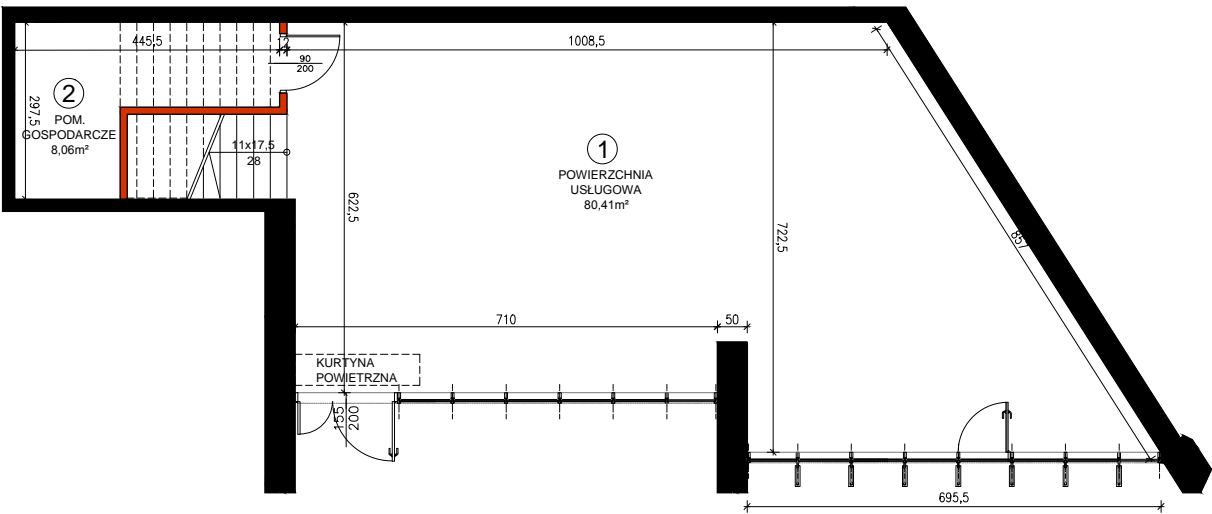 445,5
12
1008,5
90
200
297,5
2
POM.
GOSPODARCZE
8,06m²
11x17,5
28
1
POWIERZCHNIA
USŁUGOWA
80,41m²
622,5
722,5
857
710
50
KURTYNA
POWIETRZNA
155
200
695,5